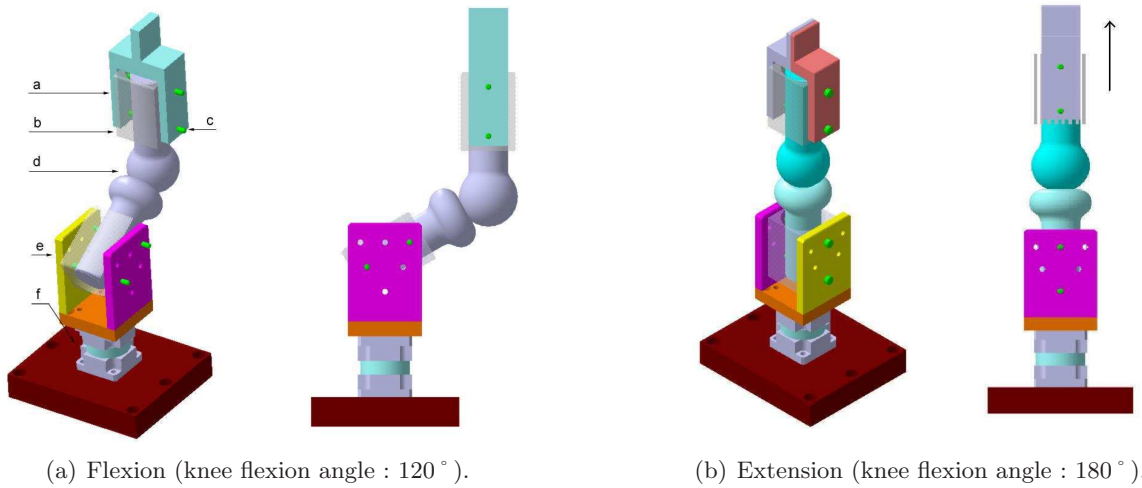 a
b
c
d
e
f
(a) Flexion (knee flexion angle : 120°).
(b) Extension (knee flexion angle : 180°)